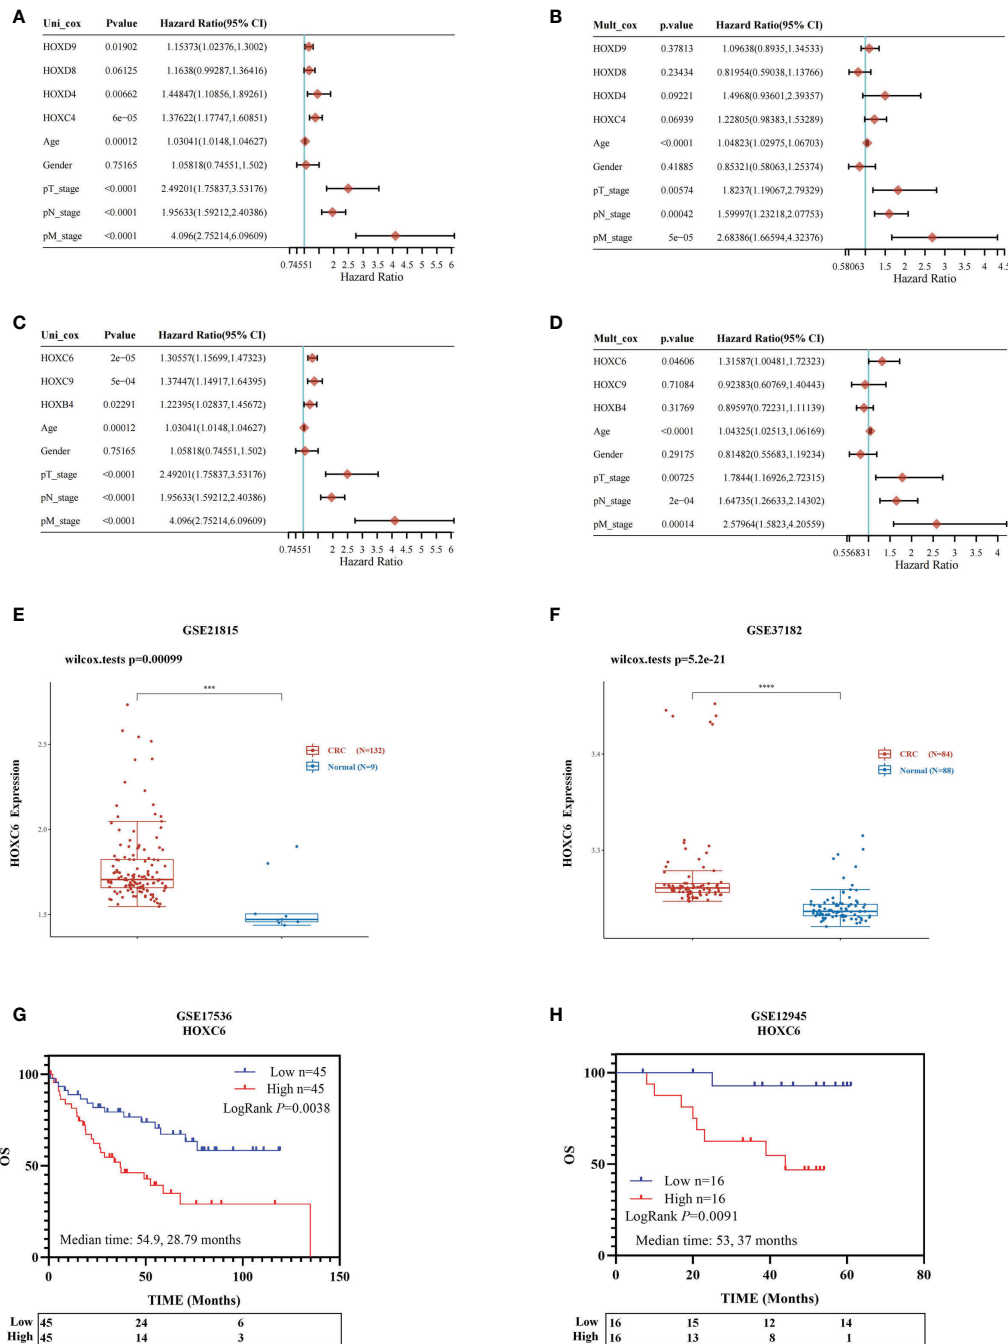 A
Uni_cox Pvalue Hazard Ratio(95% CI)
HOXD9 0.01902 1.15373(1.02376,1.3002)
HOXD8 0.06125 1.1638(0.99287,1.36416)
HOXD4 0.00662 1.44847(1.10856,1.89261)
HOXC4 6e−05 1.37622(1.17747,1.60851)
Age 0.00012 1.03041(1.0148,1.04627)
Gender 0.75165 1.05818(0.74551,1.502)
pT_stage <0.0001 2.49201(1.75837,3.53176)
pN_stage <0.0001 1.95633(1.59212,2.40386)
pM_stage <0.0001 4.096(2.75214,6.09609)
0.74551 2 2.5 3 3.5 4 4.5 5 5.5 6
Hazard Ratio
B
Mult_cox p.value Hazard Ratio(95% CI)
HOXD9 0.37813 1.09638(0.8935,1.34533)
HOXD8 0.23434 0.81954(0.59038,1.13766)
HOXD4 0.09221 1.4968(0.93601,2.39357)
HOXC4 0.06939 1.22805(0.98383,1.53289)
Age <0.0001 1.04823(1.02975,1.06703)
Gender 0.41885 0.85321(0.58063,1.25374)
pT_stage 0.00574 1.8237(1.19067,2.79329)
pN_stage 0.00042 1.59997(1.23218,2.07753)
pM_stage 5e−05 2.68386(1.66594,4.32376)
0.58063 1 1.5 2 2.5 3 3.5 4 4.5
Hazard Ratio
C
Uni_cox Pvalue Hazard Ratio(95% CI)
HOXC6 2e−05 1.30557(1.15699,1.47323)
HOXC9 5e−04 1.37447(1.14917,1.64395)
HOXB4 0.02291 1.22395(1.02837,1.45672)
Age 0.00012 1.03041(1.0148,1.04627)
Gender 0.75165 1.05818(0.74551,1.502)
pT_stage <0.0001 2.49201(1.75837,3.53176)
pN_stage <0.0001 1.95633(1.59212,2.40386)
pM_stage <0.0001 4.096(2.75214,6.09609)
0.74551 2 2.5 3 3.5 4 4.5 5 5.5 6
Hazard Ratio
D
Mult_cox p.value Hazard Ratio(95% CI)
HOXC6 0.04606 1.31587(1.00481,1.72323)
HOXC9 0.71084 0.92383(0.60769,1.40443)
HOXB4 0.31769 0.89597(0.72231,1.11139)
Age <0.0001 1.04325(1.02513,1.06169)
Gender 0.29175 0.81482(0.55683,1.19234)
pT_stage 0.00725 1.7844(1.16926,2.72315)
pN_stage 2e−04 1.64735(1.26633,2.14302)
pM_stage 0.00014 2.57964(1.5823,4.20559)
0.55683 1 1.5 2 2.5 3 3.5 4
Hazard Ratio
E
GSE21815
wilcox.tests p=0.00099
***
2.5
2.0
1.5
HOXC6 Expression
CRC (N=132)
Normal (N=9)
F
GSE37182
wilcox.tests p=5.2e-21
****
3.4
3.3
HOXC6 Expression
CRC (N=84)
Normal (N=88)
G
GSE17536
HOXC6
100
50
0
OS
Low n=45
High n=45
LogRank P=0.0038
Median time: 54.9, 28.79 months
0 50 100 150
TIME (Months)
Low 45 24 6
High 45 14 3
H
GSE12945
HOXC6
100
50
0
OS
Low n=16
High n=16
LogRank P=0.0091
Median time: 53, 37 months
0 20 40 60 80
TIME (Months)
Low 16 15 12 14
High 16 13 8 1